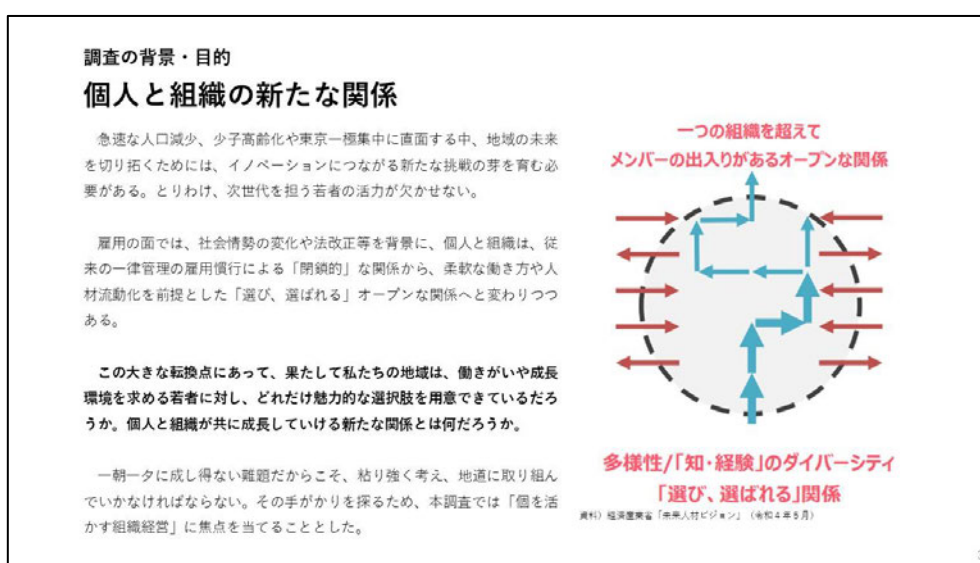 調査の背景・目的
個人と組織の新たな関係
急速な人口減少、少子高齢化や東京一極集中に直面する中、地域の未来
を切り拓くためには、イノベーションにつながる新たな挑戦の芽を育む必
要がある。とりわけ、次世代を担う若者の活力が欠かせない。
雇用の面では、社会情勢の変化や法改正等を背景に、個人と組織は、従
来の一律管理の雇用慣行による「閉鎖的」な関係から、柔軟な働き方や人
材流動化を前提とした「選び、選ばれる」オープンな関係へと変わりつつ
ある。
この大きな転換点にあって、果たして私たちの地域は、働きがいや成長
環境を求める若者に対し、どれだけ魅力的な選択肢を用意できているだろ
うか。個人と組織が共に成長していける新たな関係とは何だろうか。
一朝一夕に成し得ない難題だからこそ、粘り強く考え、地道に取り組ん
でいかなければならない。その手がかりを探るため、本調査では「個を活
かす組織経営」に焦点を当てることとした。
一つの組織を超えて
メンバーの出入りがあるオープンな関係
多様性/「知・経験」のダイバーシティ
「選び、選ばれる」関係
資料）経済産業省「未来人材ビジョン」（令和４年５月）